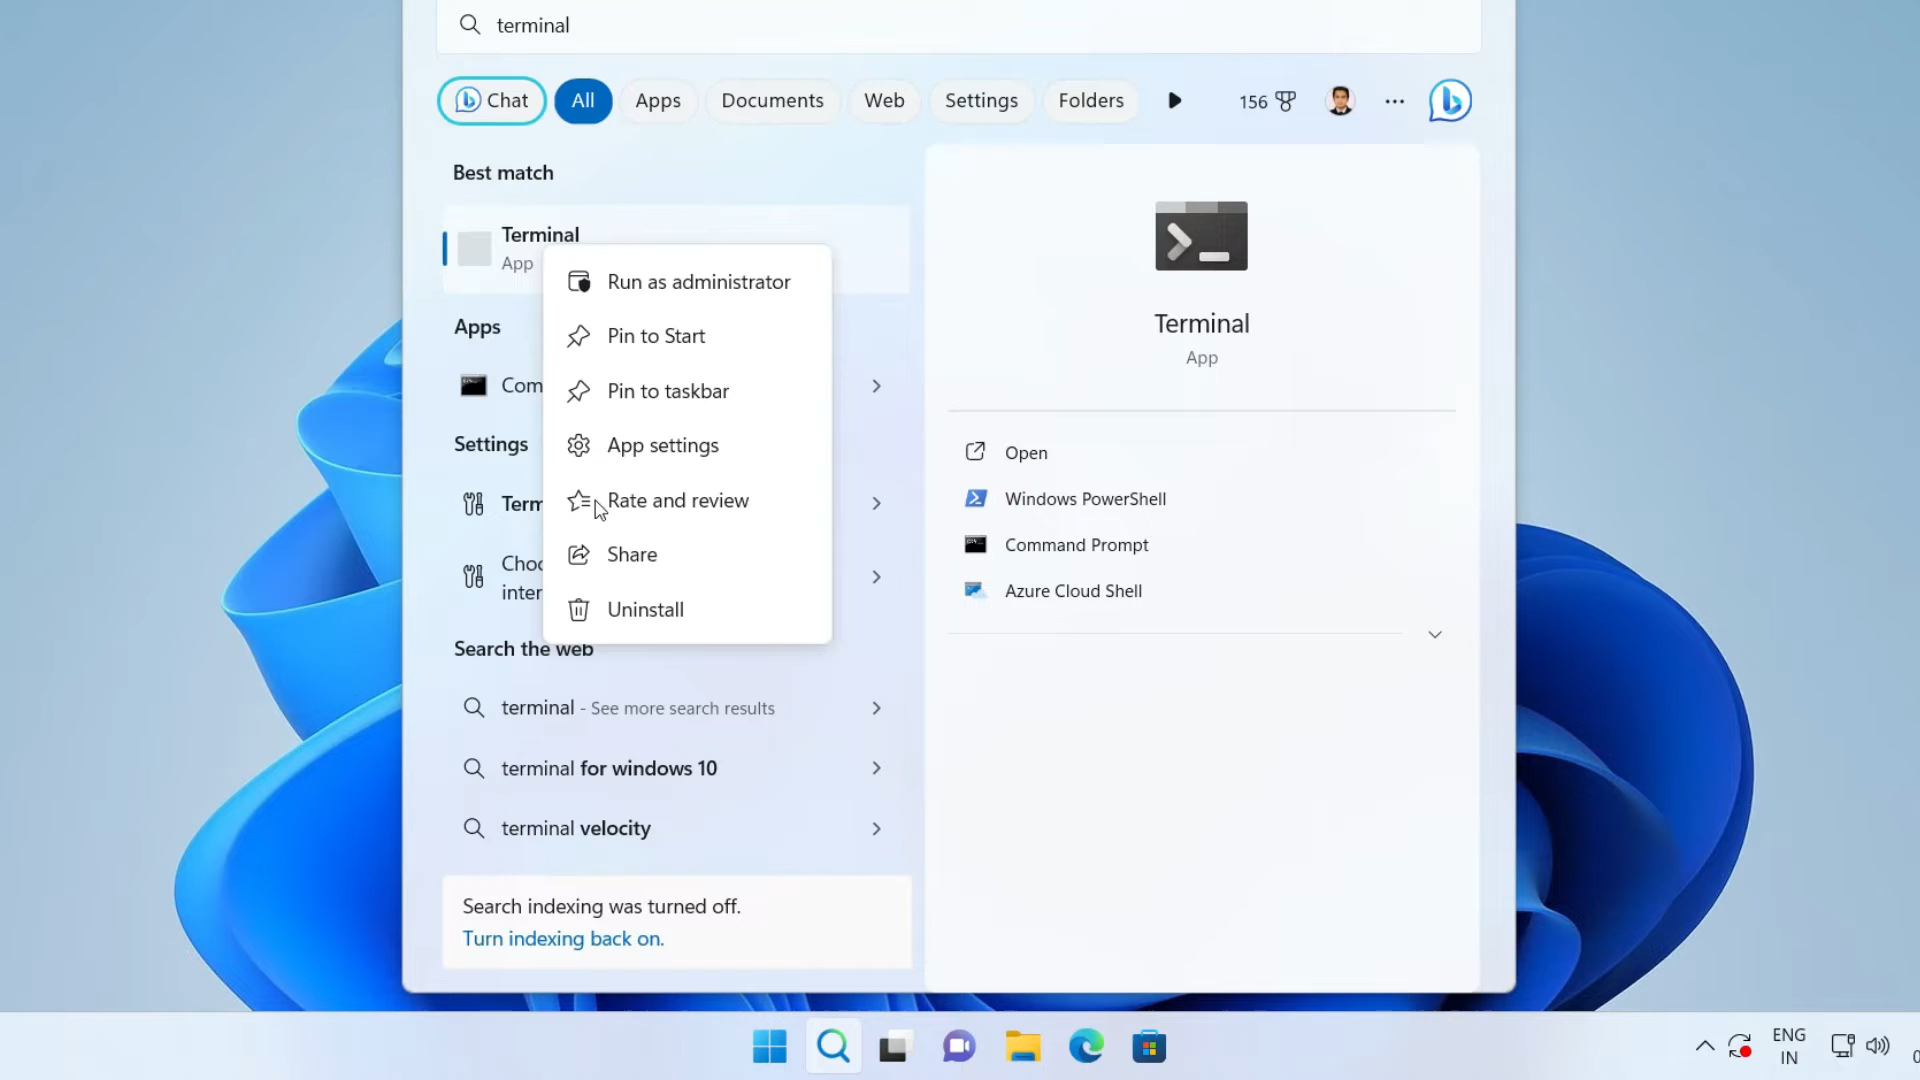 terminal
Chat All Apps Documents Web Settings Folders 156
Best match
Terminal
App
Run as administrator
Pin to Start
Pin to taskbar
App settings
Rate and review
Share
Uninstall
Apps
Com
Settings
Term
Choo
inter
Search the web
terminal - See more search results
terminal for windows 10
terminal velocity
Search indexing was turned off.
Turn indexing back on.
Terminal
App
Open
Windows PowerShell
Command Prompt
Azure Cloud Shell
ENG
IN